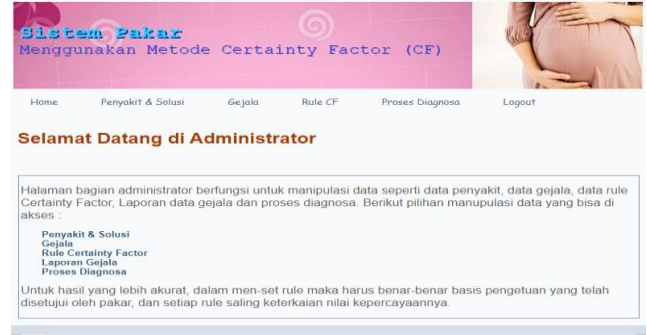 Sistem Pakar
Menggunakan Metode Certainty Factor (CF)
Home Penyakit & Solusi Gejala Rule CF Proses Diagnosa Logout
Selamat Datang di Administrator
Halaman bagian administrator berfungsi untuk manipulasi data seperti data penyakit, data gejala, data rule
Certainty Factor, Laporan data gejala dan proses diagnosa. Berikut pilihan manupulasi data yang bisa di
akses :
Penyakit & Solusi
Gejala
Rule Certainty Factor
Laporan Gejala
Proses Diagnosa
Untuk hasil yang lebih akurat, dalam men-set rule maka harus benar-benar basis pengetuan yang telah
disetujui oleh pakar, dan setiap rule saling keterkaian nilai kepercayaannya.